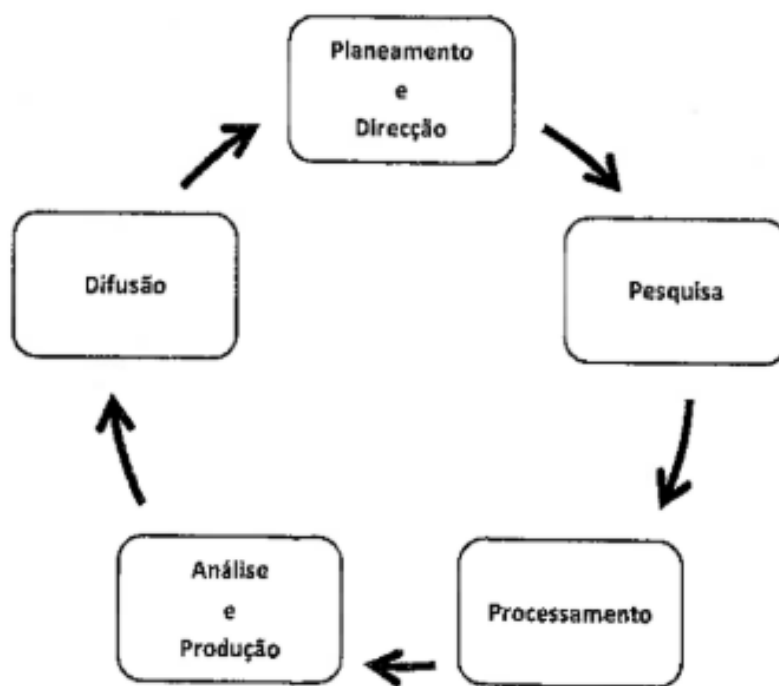 Planeamento
e
Direcção
Pesquisa
Processamento
Análise
e
Produção
Difusão